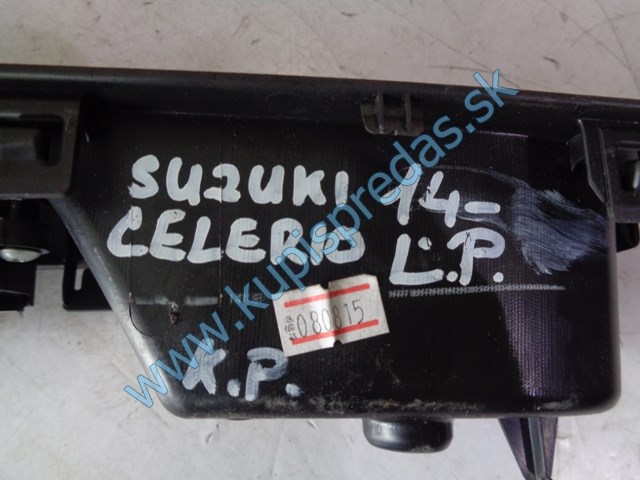 SUZUKI 14-
CELERIO L.P.
080815
K.P.
www.kupispredas.sk